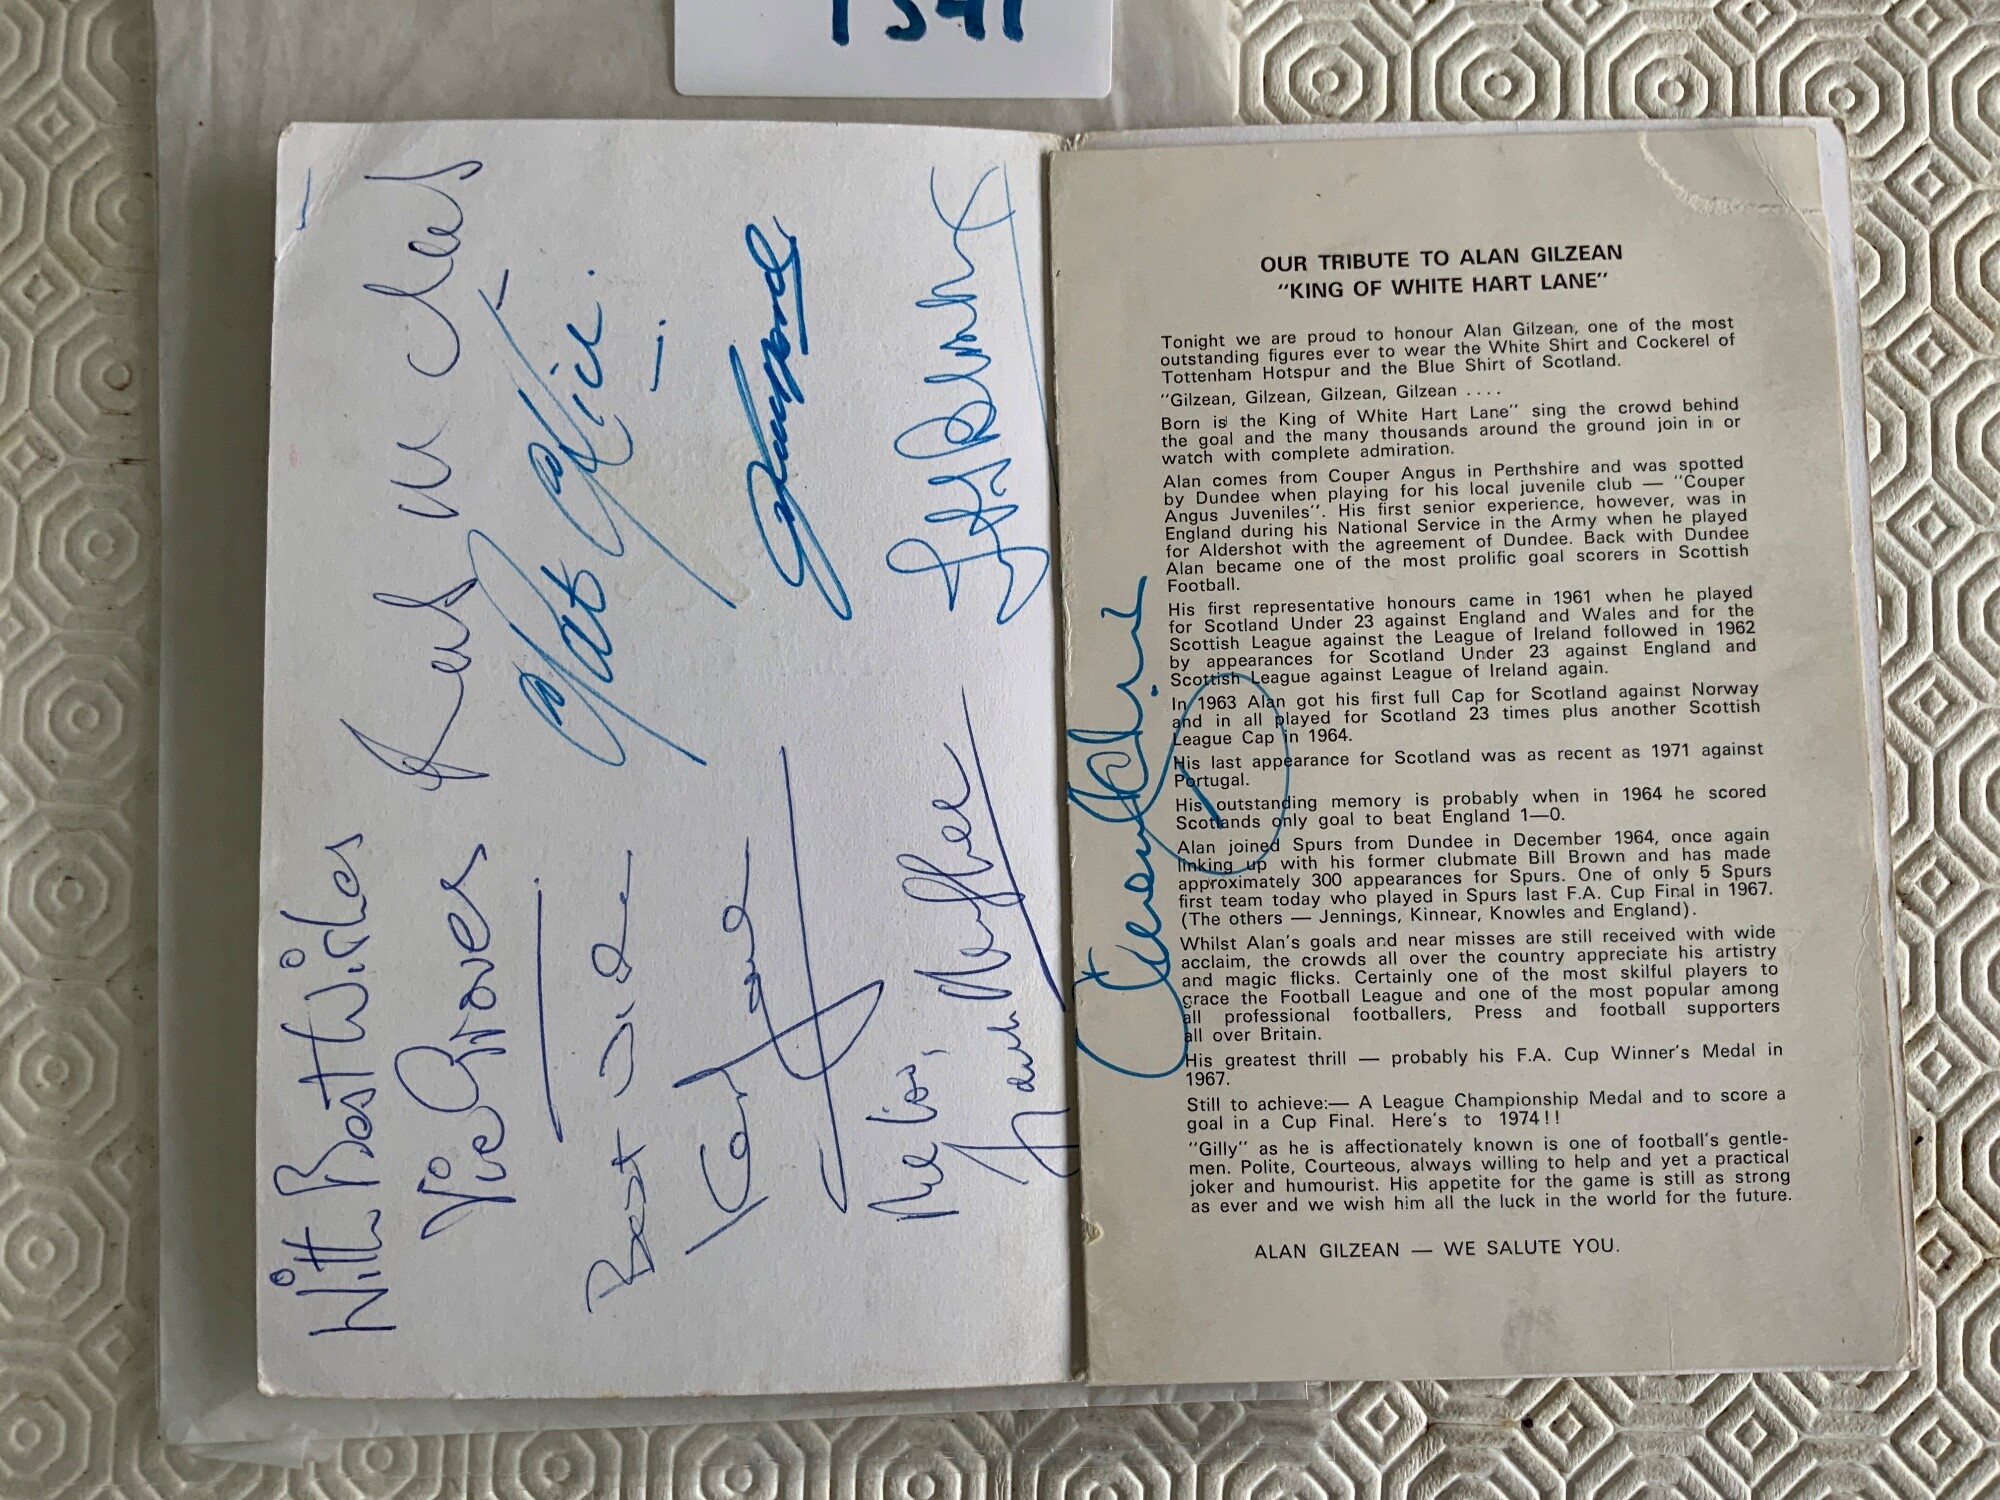 1341
With Best Wishes
Vic Groves
Best
OUR TRIBUTE TO ALAN GILZEAN
"KING OF WHITE HART LANE"
Tonight we are proud to honour Alan Gilzean, one of the most
outstanding figures ever to wear the White Shirt and Cockerel of
Tottenham Hotspur and the Blue Shirt of Scotland.
"Gilzean, Gilzean, Gilzean, Gilzean ....
Born is the King of White Hart Lane" sing the crowd behind
the goal and the many thousands around the ground join in or
watch with complete admiration.
Alan comes from Couper Angus in Perthshire and was spotted
by Dundee when playing for his local juvenile club — "Couper
Angus Juveniles". His first senior experience, however, was in
England during his National Service in the Army when he played
for Aldershot with the agreement of Dundee. Back with Dundee
Alan became one of the most prolific goal scorers in Scottish
Football.
His first representative honours came in 1961 when he played
for Scotland Under 23 against England and Wales and for the
Scottish League against the League of Ireland followed in 1962
by appearances for Scotland Under 23 against England and
Scottish League against League of Ireland again.
In 1963 Alan got his first full Cap for Scotland against Norway
and in all played for Scotland 23 times plus another Scottish
League Cap in 1964.
His last appearance for Scotland was as recent as 1971 against
Portugal.
His outstanding memory is probably when in 1964 he scored
Scotlands only goal to beat England 1—0.
Alan joined Spurs from Dundee in December 1964, once again
linking up with his former clubmate Bill Brown and has made
approximately 300 appearances for Spurs. One of only 5 Spurs
first team today who played in Spurs last F.A. Cup Final in 1967.
(The others — Jennings, Kinnear, Knowles and England).
Whilst Alan's goals and near misses are still received with wide
acclaim, the crowds all over the country appreciate his artistry
and magic flicks. Certainly one of the most skilful players to
grace the Football League and one of the most popular among
all professional footballers, Press and football supporters
all over Britain.
His greatest thrill — probably his F.A. Cup Winner's Medal in
1967.
Still to achieve:— A League Championship Medal and to score a
goal in a Cup Final. Here's to 1974!!
"Gilly" as he is affectionately known is one of football's gentle-
men. Polite, Courteous, always willing to help and yet a practical
joker and humourist. His appetite for the game is still as strong
as ever and we wish him all the luck in the world for the future.
ALAN GILZEAN — WE SALUTE YOU.